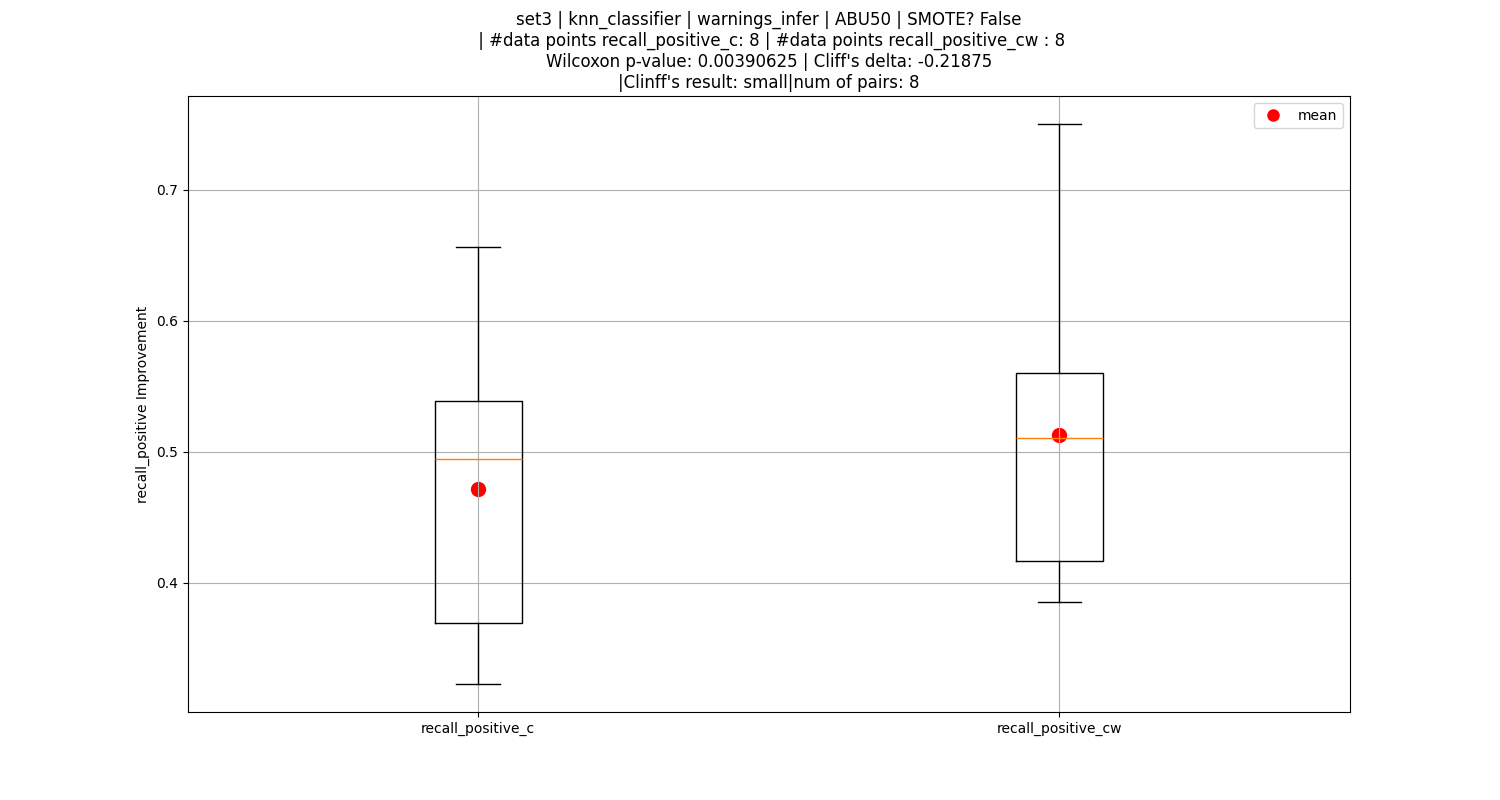 set3 | knn_classifier | warnings_infer | ABU50 | SMOTE? False
| #data points recall_positive_c: 8 | #data points recall_positive_cw : 8
Wilcoxon p-value: 0.00390625 | Cliff's delta: -0.21875
|Clinff's result: small|num of pairs: 8
mean
0.7
0.6
0.5
0.4
recall_positive Improvement
recall_positive_c
recall_positive_cw